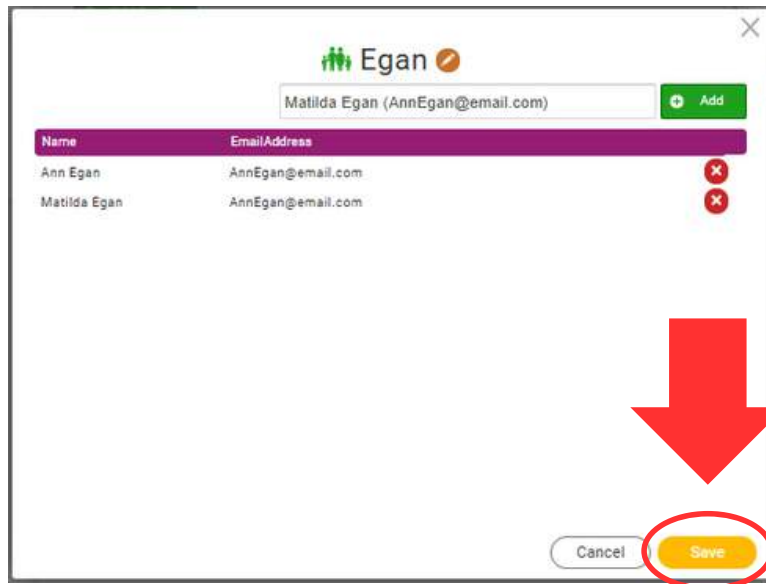 Egan
Matilda Egan (AnnEgan@email.com) Add
Name EmailAddress
Ann Egan AnnEgan@email.com
Matilda Egan AnnEgan@email.com
Cancel Save